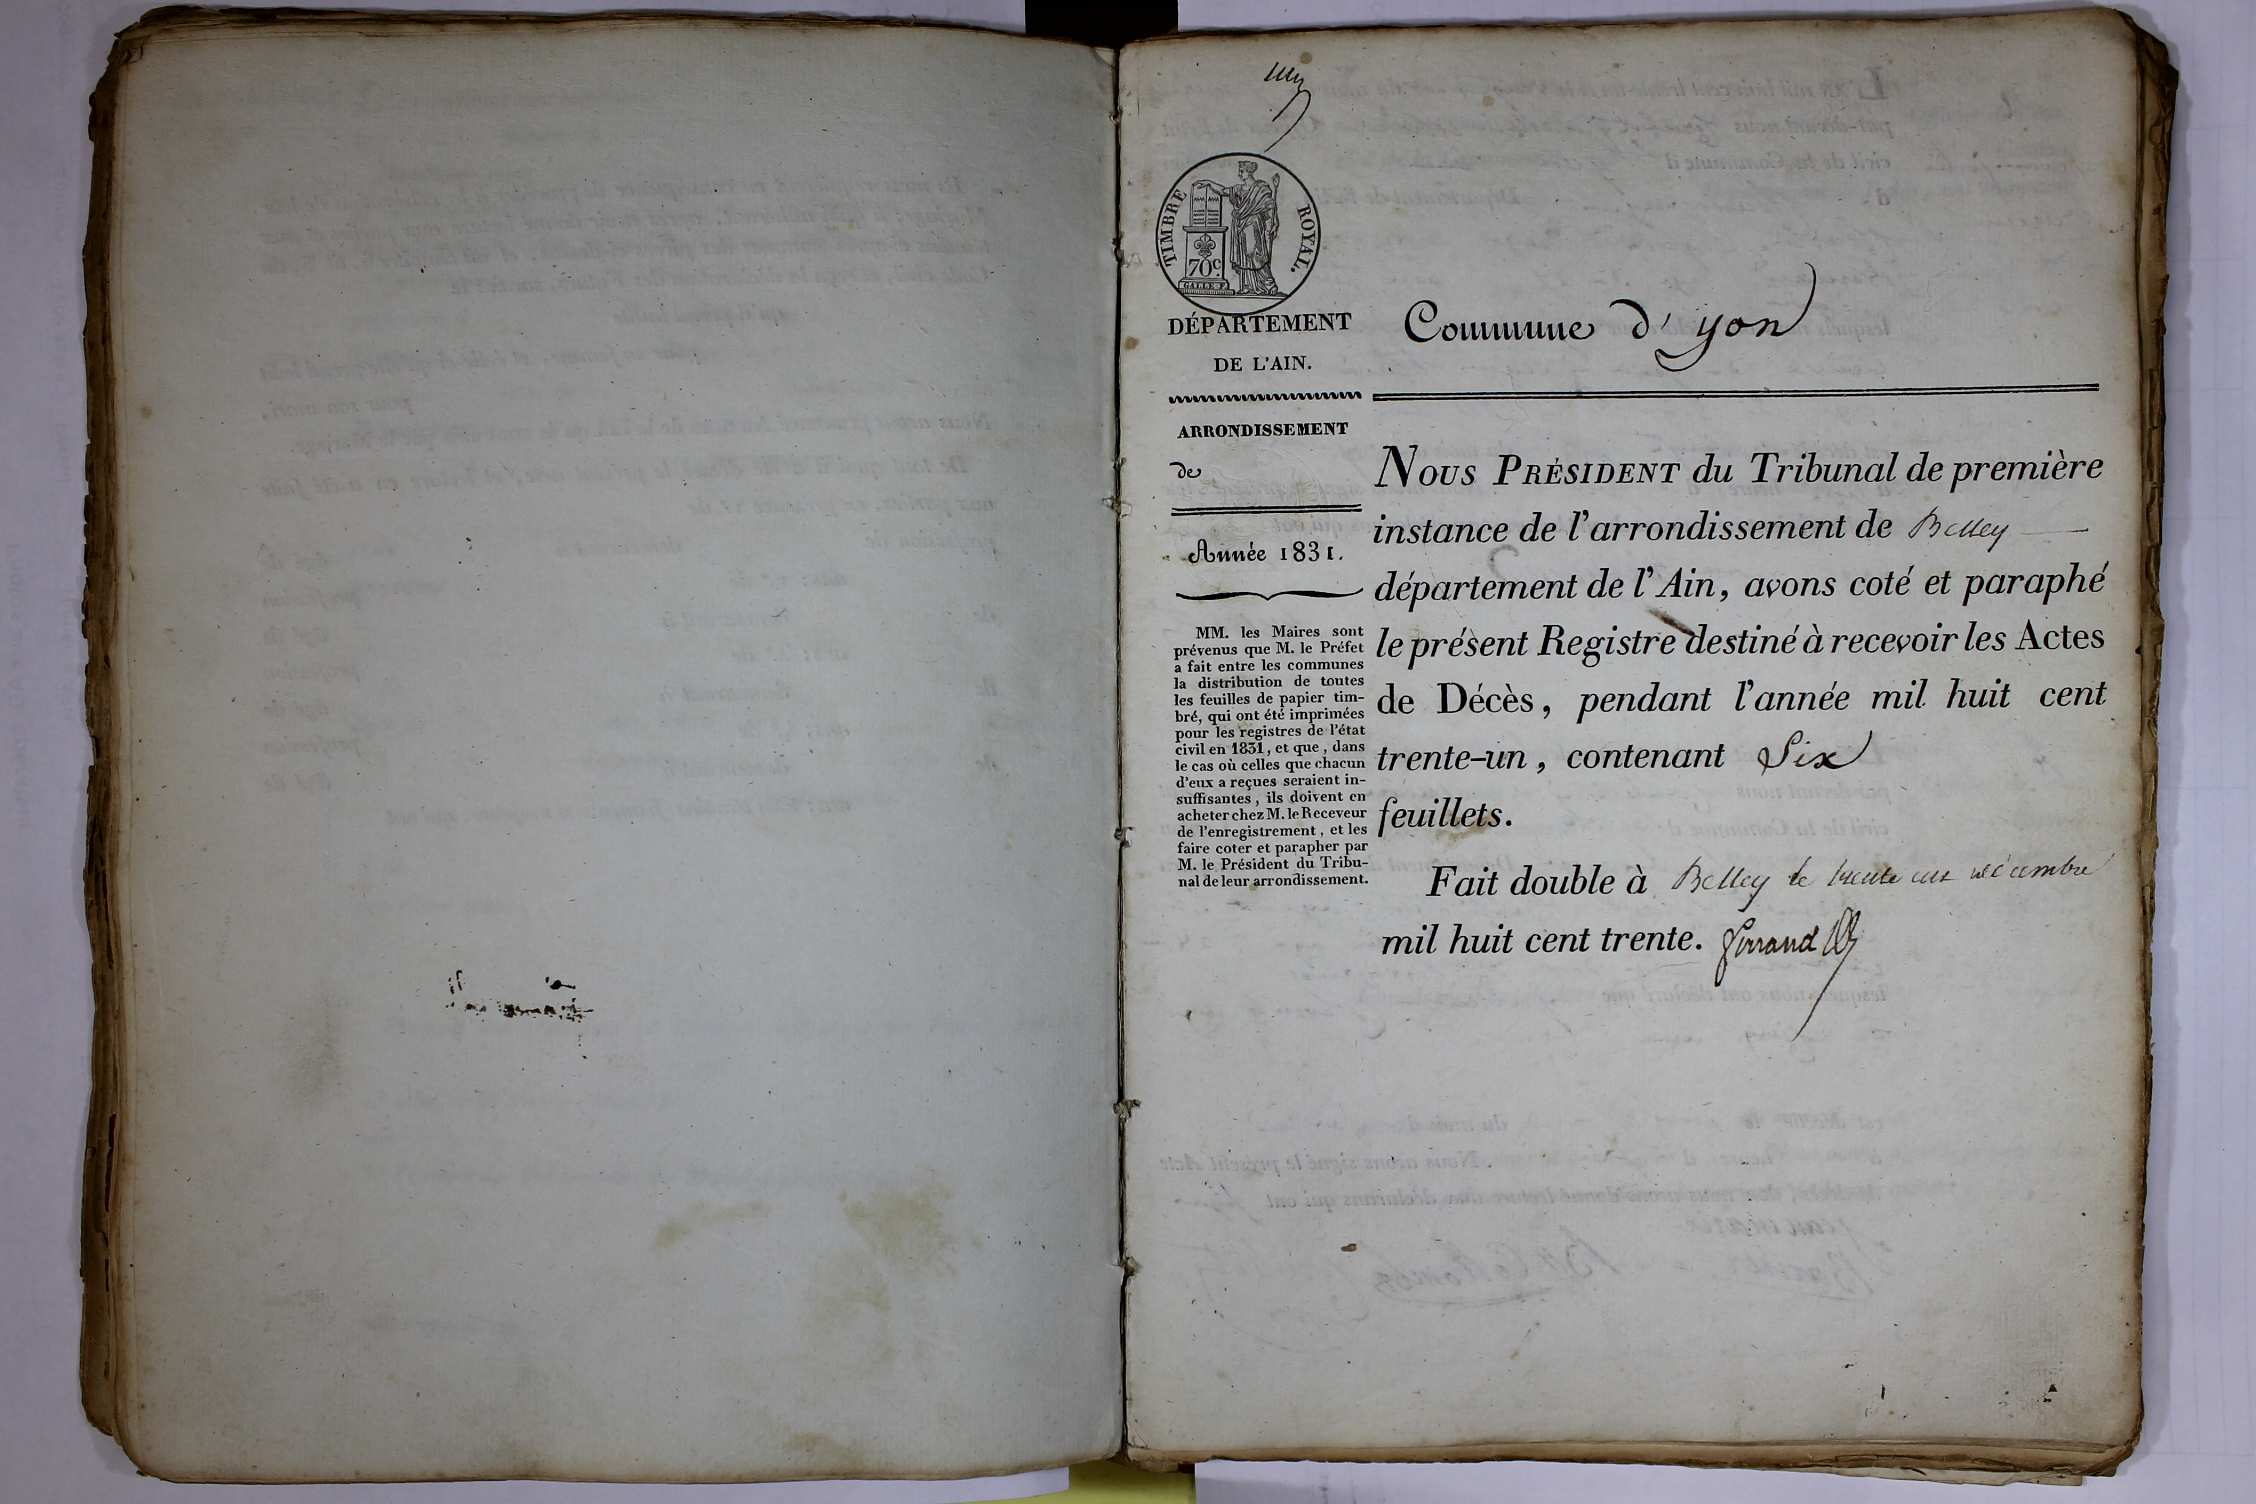 un
TIMBRE ROYAL.
70c.
GALLE F.
DÉPARTEMENT
DE L'AIN.
Commune d'yon
ARRONDISSEMENT
de
Année 1831.
MM. les Maires sont
prévenus que M. le Préfet
a fait entre les communes
la distribution de toutes
les feuilles de papier tim-
bré, qui ont été imprimées
pour les registres de l'état
civil en 1831, et que, dans
le cas où celles que chacun
d'eux a reçues seraient in-
suffisantes, ils doivent en
acheter chez M. le Receveur
de l'enregistrement, et les
faire coter et parapher par
M. le Président du Tribu-
nal de leur arrondissement.
NOUS PRÉSIDENT du Tribunal de première
instance de l'arrondissement de Belley
département de l'Ain, avons coté et paraphé
le présent Registre destiné à recevoir les Actes
de Décès, pendant l'année mil huit cent
trente-un, contenant Six
feuillets.
Fait double à Belley le trente un décembre
mil huit cent trente. ferrand